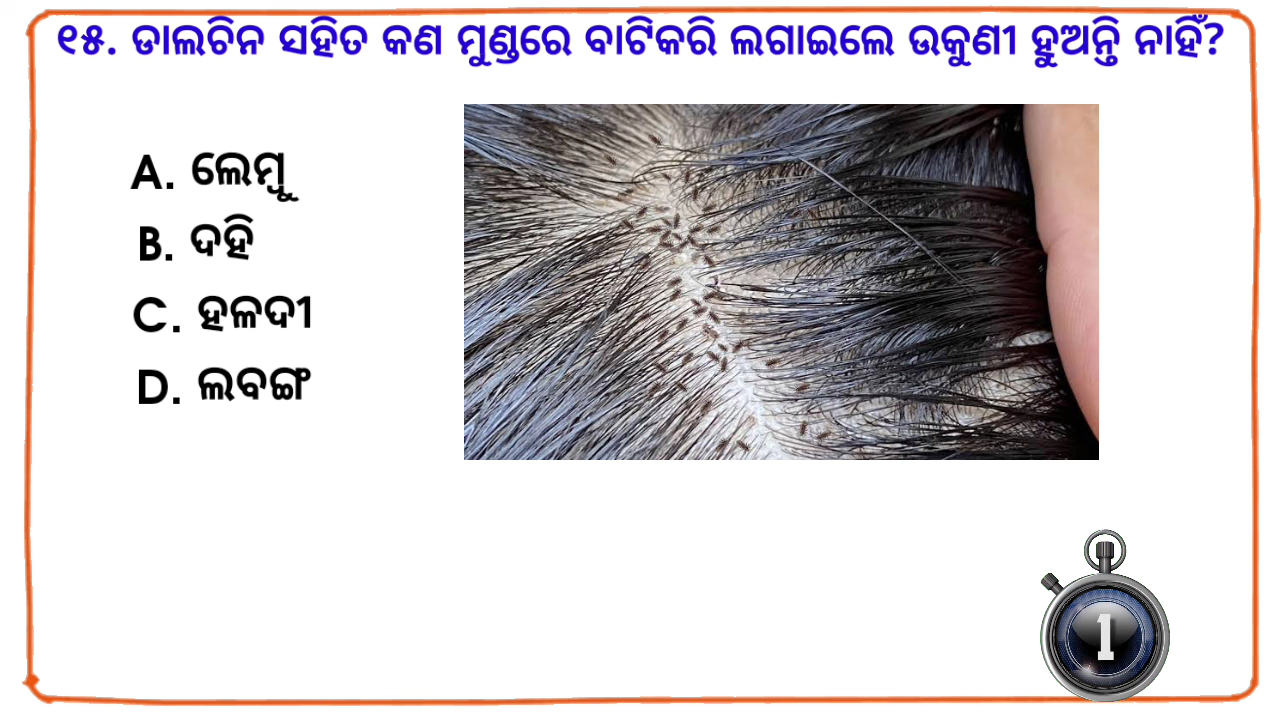 ୧୫. ଡାଲଚିନ ସହିତ କଣ ମୁଣ୍ଡରେ ବାଟିକରି ଲଗାଇଲେ ଉକୁଣୀ ହୁଅନ୍ତି ନାହିଁ?
A. ଲେମ୍ବୁ
B. ଦହି
C. ହଳଦୀ
D. ଲବଙ୍ଗ
1